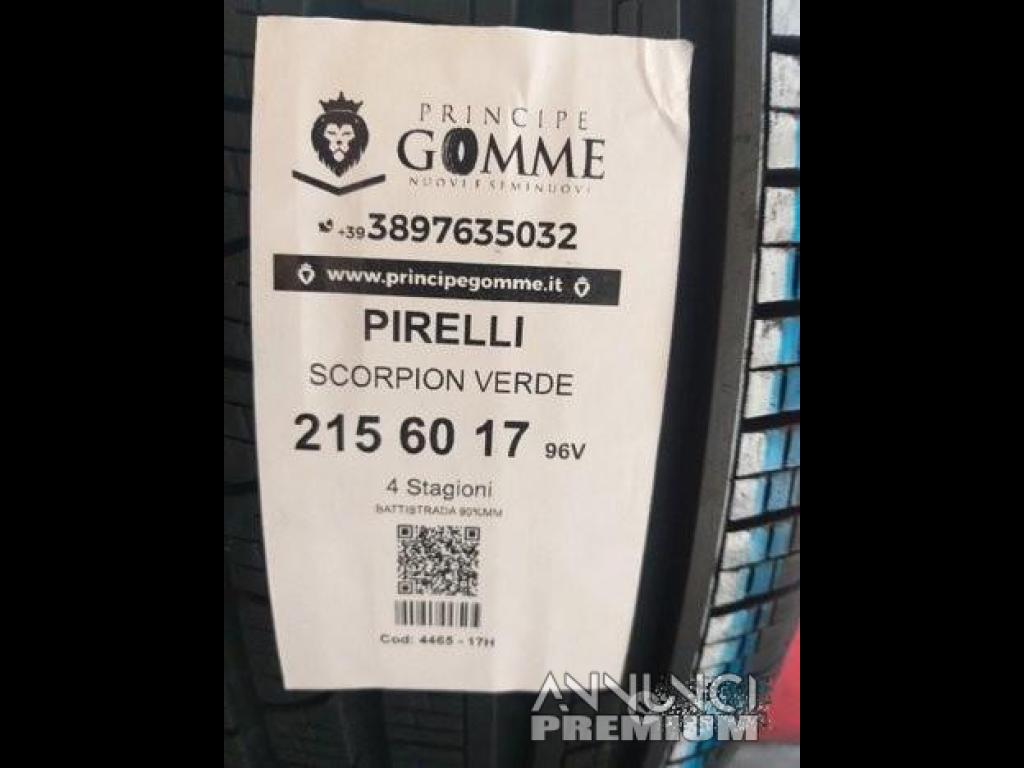 PRINCIPE
GOMME
NUOVI E SEMINUOVI
+39 3897635032
www.principegomme.it
PIRELLI
SCORPION VERDE
215 60 17 96V
4 Stagioni
BATTISTRADA 90%MM
Cod: 4465 - 17H
ANNUNCI
PREMIUM